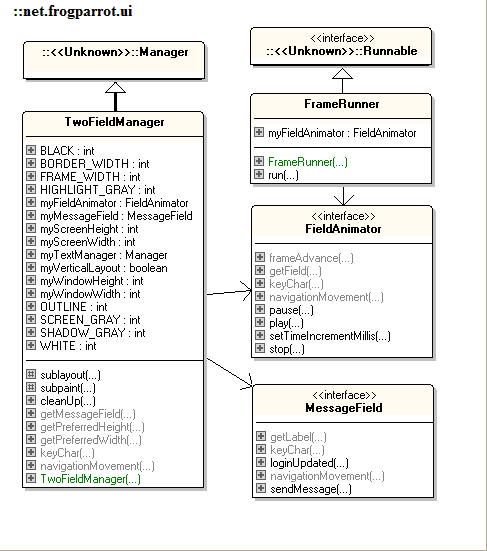 ::net.frogparrot.ui
::<<Unknown>>::Manager
TwoFieldManager
BLACK : int
BORDER_WIDTH : int
FRAME_WIDTH : int
HIGHLIGHT_GRAY : int
myFieldAnimator : FieldAnimator
myMessageField : MessageField
myScreenHeight : int
myScreenWidth : int
myTextManager : Manager
myVerticalLayout : boolean
myWindowHeight : int
myWindowWidth : int
OUTLINE : int
SCREEN_GRAY : int
SHADOW_GRAY : int
WHITE : int
sublayout(...)
subpaint(...)
cleanUp(...)
getMessageField(...)
getPreferredHeight(...)
getPreferredWidth(...)
keyChar(...)
navigationMovement(...)
TwoFieldManager(...)
<<interface>>
::<<Unknown>>::Runnable
FrameRunner
myFieldAnimator : FieldAnimator
FrameRunner(...)
run(...)
<<interface>>
FieldAnimator
frameAdvance(...)
getField(...)
keyChar(...)
navigationMovement(...)
pause(...)
play(...)
setTimeIncrementMillis(...)
stop(...)
<<interface>>
MessageField
getLabel(...)
keyChar(...)
loginUpdated(...)
navigationMovement(...)
sendMessage(...)